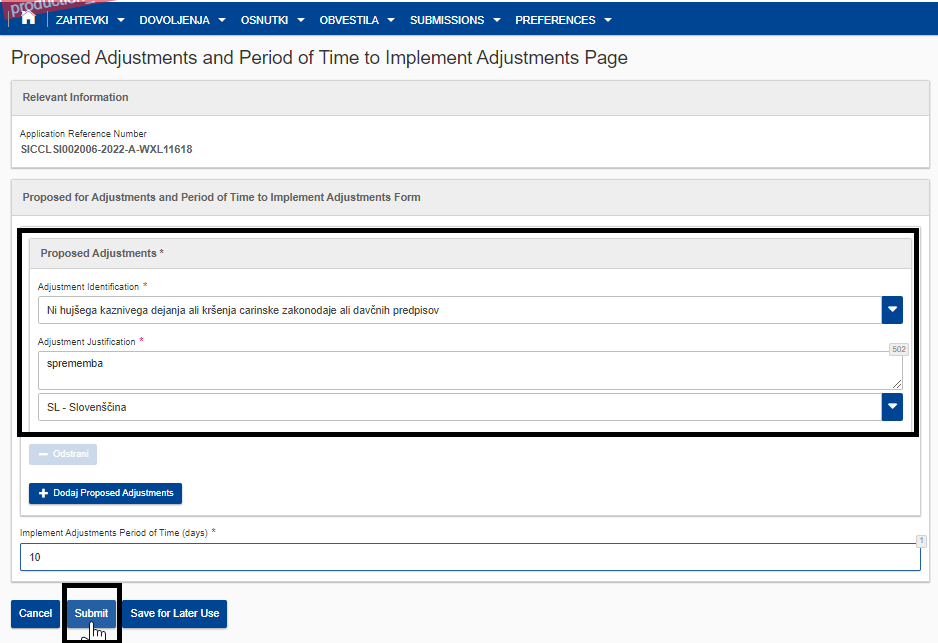 production_
ZAHTEVKI DOVOLJENJA OSNUTKI OBVESTILA SUBMISSIONS PREFERENCES
Proposed Adjustments and Period of Time to Implement Adjustments Page
Relevant Information
Application Reference Number
SICCLSI002006-2022-A-WXL11618
Proposed for Adjustments and Period of Time to Implement Adjustments Form
Proposed Adjustments *
Adjustment Identification *
Ni hujšega kaznivega dejanja ali kršenja carinske zakonodaje ali davčnih predpisov
Adjustment Justification *
502
sprememba
SL - Slovenščina
Odstrani
Dodaj Proposed Adjustments
Implement Adjustments Period of Time (days) *
1
10
Cancel Submit Save for Later Use